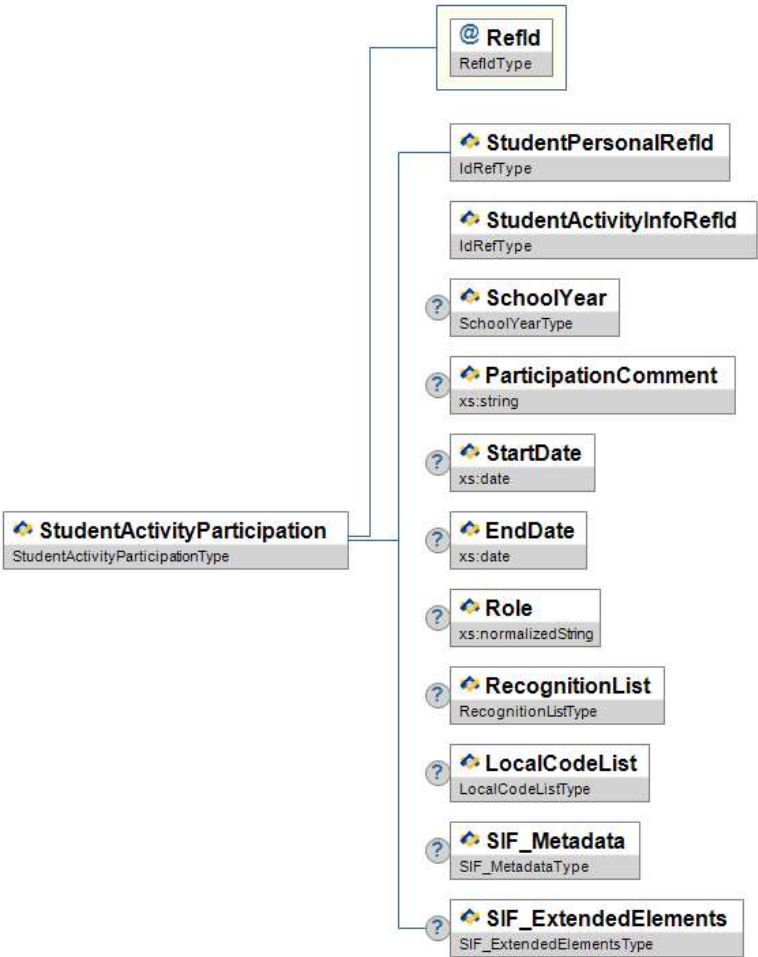 @ RefId
RefIdType
StudentPersonalRefId
IdRefType
StudentActivityInfoRefId
IdRefType
? SchoolYear
SchoolYearType
? ParticipationComment
xs:string
? StartDate
xs:date
StudentActivityParticipation
StudentActivityParticipationType
? EndDate
xs:date
? Role
xs:normalizedString
? RecognitionList
RecognitionListType
? LocalCodeList
LocalCodeListType
? SIF_Metadata
SIF_MetadataType
? SIF_ExtendedElements
SIF_ExtendedElementsType